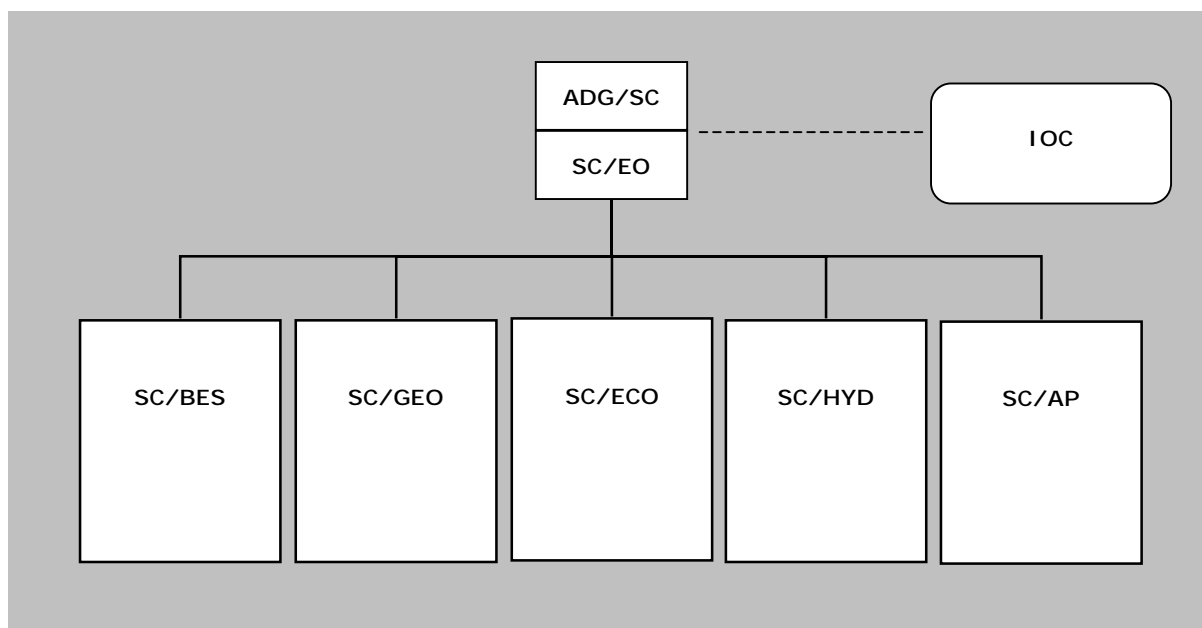 ADG/SC
IOC
SC/EO
SC/BES
SC/GEO
SC/ECO
SC/HYD
SC/AP